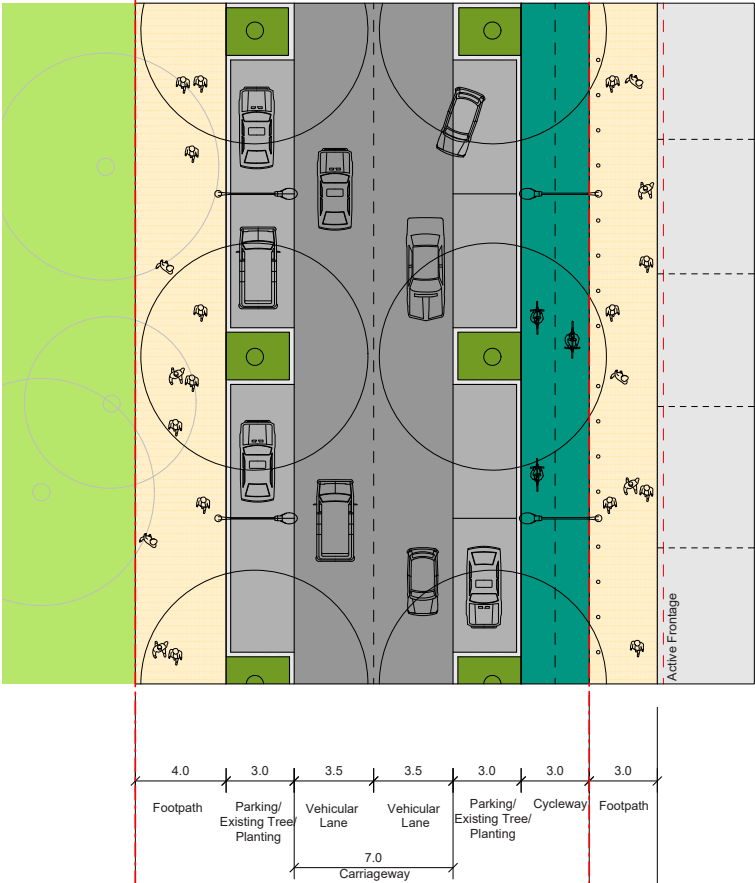 Active Frontage
4.0 3.0 3.5 3.5 3.0 3.0 3.0
Footpath
Parking/
Existing Tree/
Planting
Vehicular
Lane
Vehicular
Lane
Parking/
Existing Tree/
Planting
Cycleway
Footpath
7.0
Carriageway